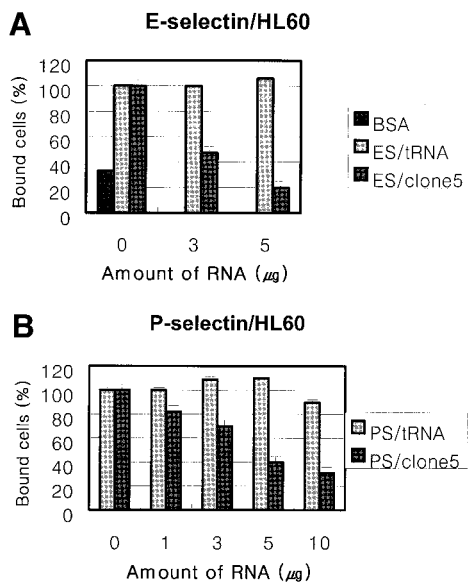 A
E-selectin/HL60
Bound cells (%)
120
100
80
60
40
20
0
0 3 5
Amount of RNA (μg)
BSA
ES/tRNA
ES/clone5
B
P-selectin/HL60
Bound cells (%)
120
100
80
60
40
20
0
0 1 3 5 10
Amount of RNA (μg)
PS/tRNA
PS/clone5